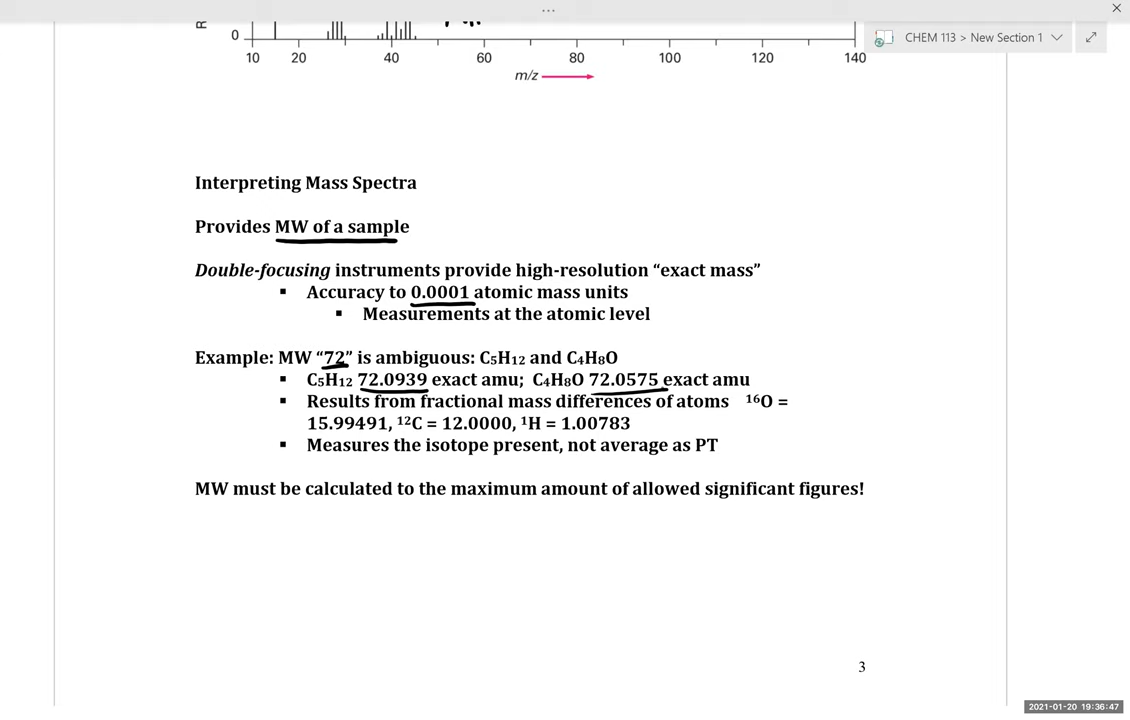 ...
R
0
10 20 40 60 80 100 120 140
m/z
CHEM 113 > New Section 1
Interpreting Mass Spectra
Provides MW of a sample
Double-focusing instruments provide high-resolution “exact mass”
▪ Accuracy to 0.0001 atomic mass units
▪ Measurements at the atomic level
Example: MW “72” is ambiguous: C₅H₁₂ and C₄H₈O
▪ C₅H₁₂ 72.0939 exact amu; C₄H₈O 72.0575 exact amu
▪ Results from fractional mass differences of atoms ¹⁶O =
15.99491, ¹²C = 12.0000, ¹H = 1.00783
▪ Measures the isotope present, not average as PT
MW must be calculated to the maximum amount of allowed significant figures!
3
2021-01-20 19:36:47